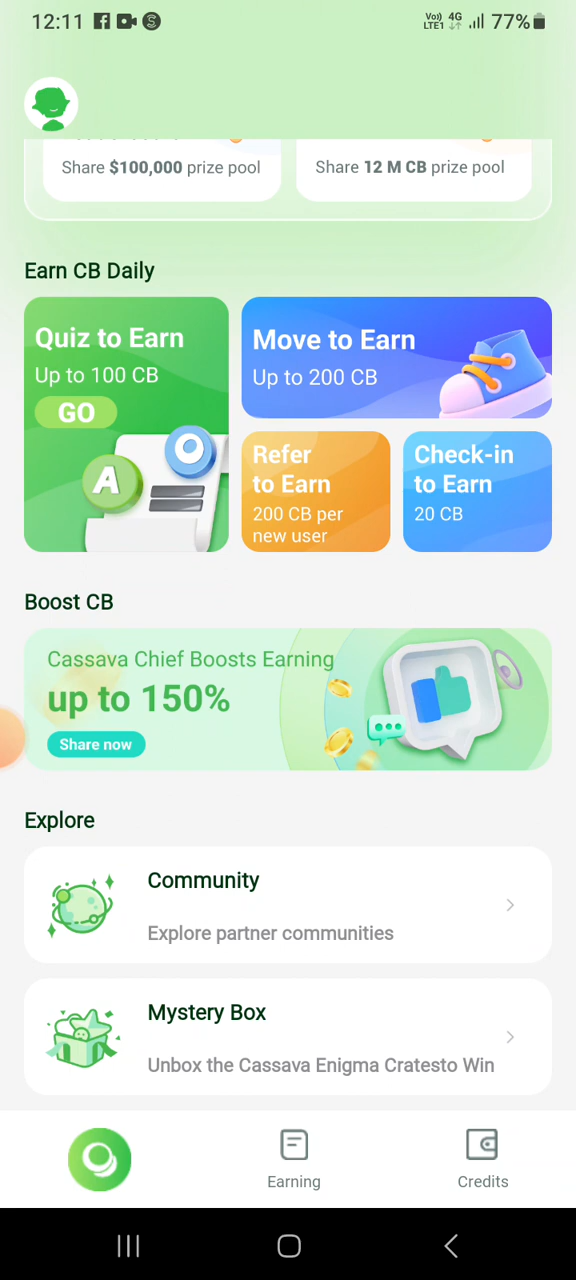 12:11
Vo) 4G
LTE1
77%
Share $100,000 prize pool
Share 12 M CB prize pool
Earn CB Daily
Quiz to Earn
Up to 100 CB
GO
A
Move to Earn
Up to 200 CB
Refer
to Earn
200 CB per
new user
Check-in
to Earn
20 CB
Boost CB
Cassava Chief Boosts Earning
up to 150%
Share now
Explore
Community
Explore partner communities
Mystery Box
Unbox the Cassava Enigma Cratesto Win
Earning
Credits